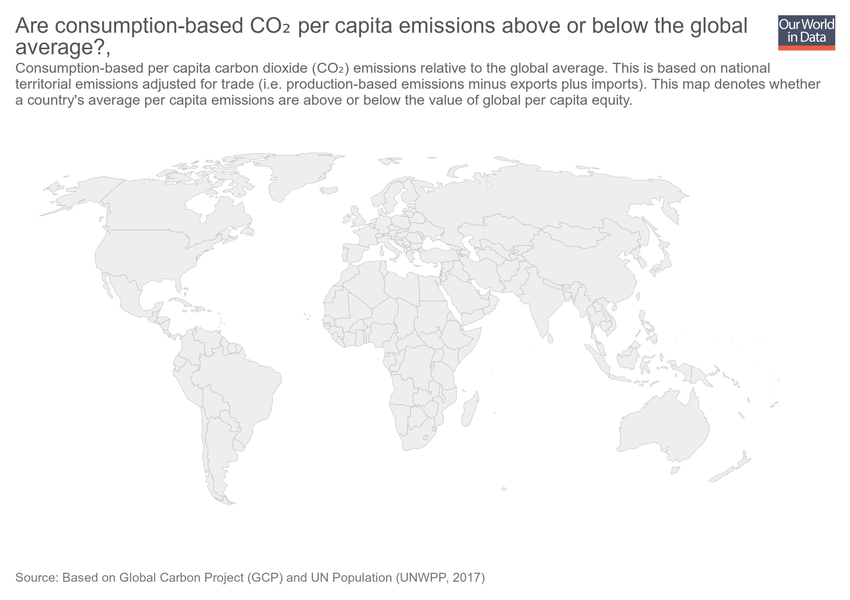 Are consumption-based CO₂ per capita emissions above or below the global
average?,
Our World
in Data
Consumption-based per capita carbon dioxide (CO₂) emissions relative to the global average. This is based on national
territorial emissions adjusted for trade (i.e. production-based emissions minus exports plus imports). This map denotes whether
a country's average per capita emissions are above or below the value of global per capita equity.
Source: Based on Global Carbon Project (GCP) and UN Population (UNWPP, 2017)